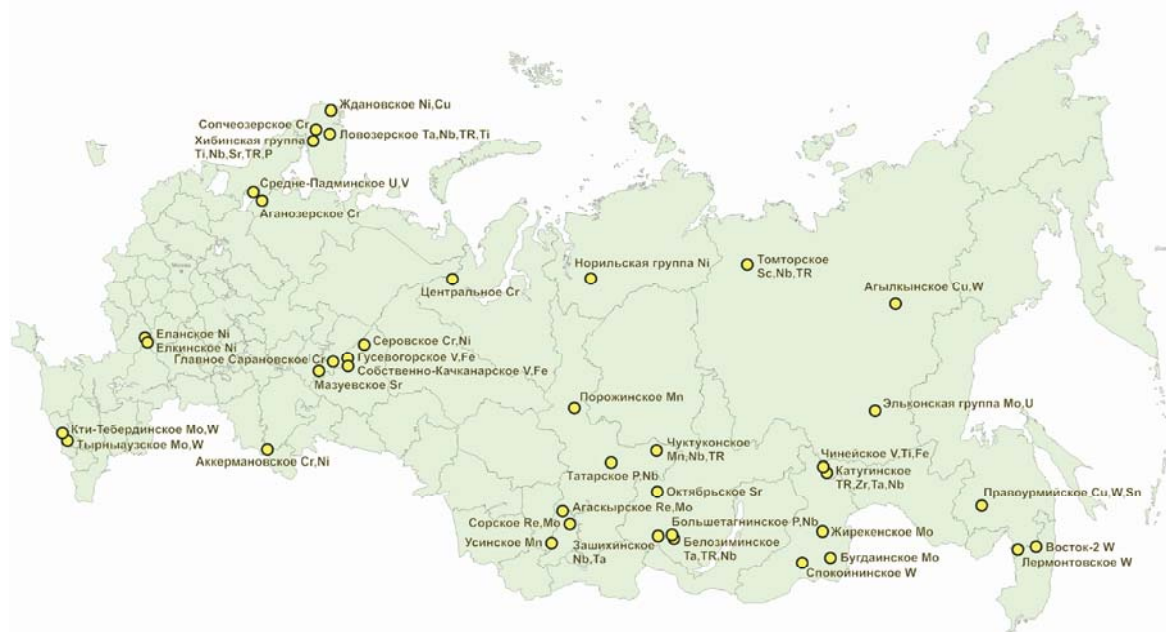 Ждановское Ni,Cu
Сопчеозерское Cr
Ловозерское Ta,Nb,TR,Ti
Хибинская группа
Ti,Nb,Sr,TR,P
Средне-Падминское U,V
Аганозерское Cr
Центральное Cr
Норильская группа Ni
Томторское
Sc,Nb,TR
Агылкынское Cu,W
Москва
Еланское Ni
Елкинское Ni
Серовское Cr,Ni
Главное Сарановское Cr
Гусевогорское V,Fe
Собственно-Качканарское V,Fe
Мазуевское Sr
Порожинское Mn
Эльконская группа Mo,U
Кти-Тебердинское Mo,W
Тырныаузское Mo,W
Аккермановское Cr,Ni
Чуктуконское
Mn,Nb,TR
Татарское P,Nb
Чинейское V,Ti,Fe
Катугинское
TR,Zr,Ta,Nb
Октябрьское Sr
Правоурмийское Cu,W,Sn
Агаскырское Re,Mo
Сорское Re,Mo
Большетагнинское P,Nb
Жирекенское Mo
Усинское Mn
Зашихинское
Nb,Ta
Белозиминское
Ta,TR,Nb
Восток-2 W
Лермонтовское W
Бугдаинское Mo
Спокойнинское W